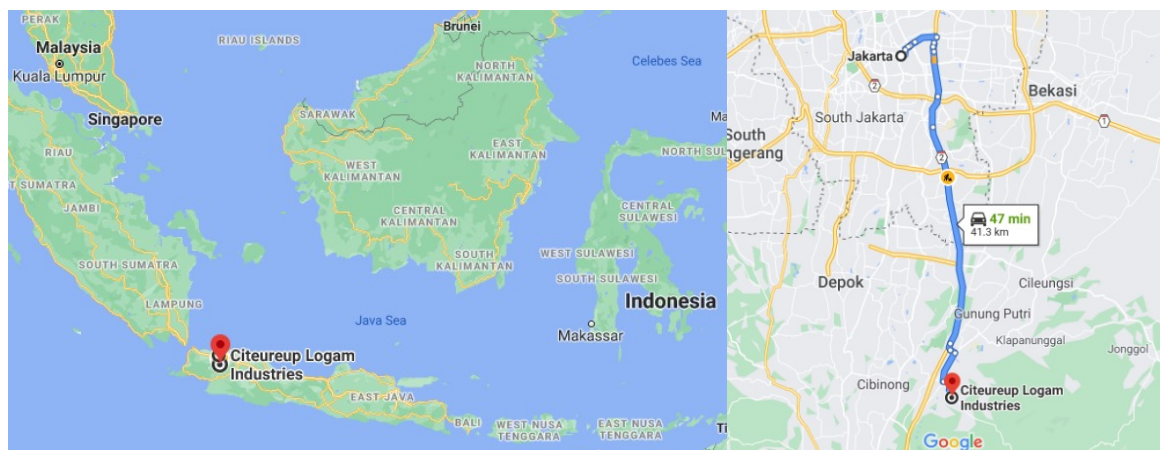 PERAK
Malaysia
Kuala Lumpur
RIAU ISLANDS
Brunei
NORTH
KALIMANTAN
Celebes Sea
Singapore
SARAWAK
RIAU
WEST
KALIMANTAN
EAST
KALIMANTAN
NORTH SUL
T SUMATRA
JAMBI
CENTRAL
KALIMANTAN
CENTRAL
SULAWESI
SOUTH SUMATRA
SOUTH
KALIMANTAN
WEST SULAWESI
SOUTH SULAWESI
LAMPUNG
Indonesia
Java Sea
Makassar
Citeureup Logam
Industries
EAST JAVA
BALI
WEST NUSA
TENGGARA
EAST NUSA
TENGGARA
Jakarta
2
Bekasi
South Jakarta
1
South
ngerang
2
47 min
41.3 km
Depok
Cileungsi
Gunung Putri
Klapanunggal
Jonggol
Cibinong
Citeureup Logam
Industries
Google